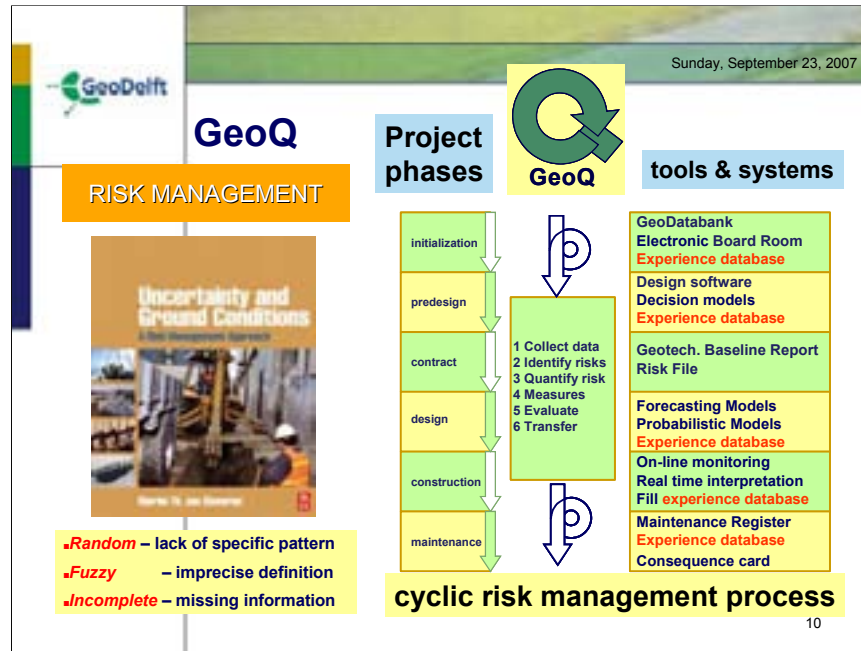 Sunday, September 23, 2007
GeoDelft
GeoQ
RISK MANAGEMENT
Uncertainty and
Ground Conditions
A Risk Management Approach
▪Random – lack of specific pattern
▪Fuzzy – imprecise definition
▪Incomplete – missing information
Project
phases
GeoQ
tools & systems
initialization
predesign
contract
design
construction
maintenance
1 Collect data
2 Identify risks
3 Quantify risk
4 Measures
5 Evaluate
6 Transfer
GeoDatabank
Electronic Board Room
Experience database
Design software
Decision models
Experience database
Geotech. Baseline Report
Risk File
Forecasting Models
Probabilistic Models
Experience database
On-line monitoring
Real time interpretation
Fill experience database
Maintenance Register
Experience database
Consequence card
cyclic risk management process
10